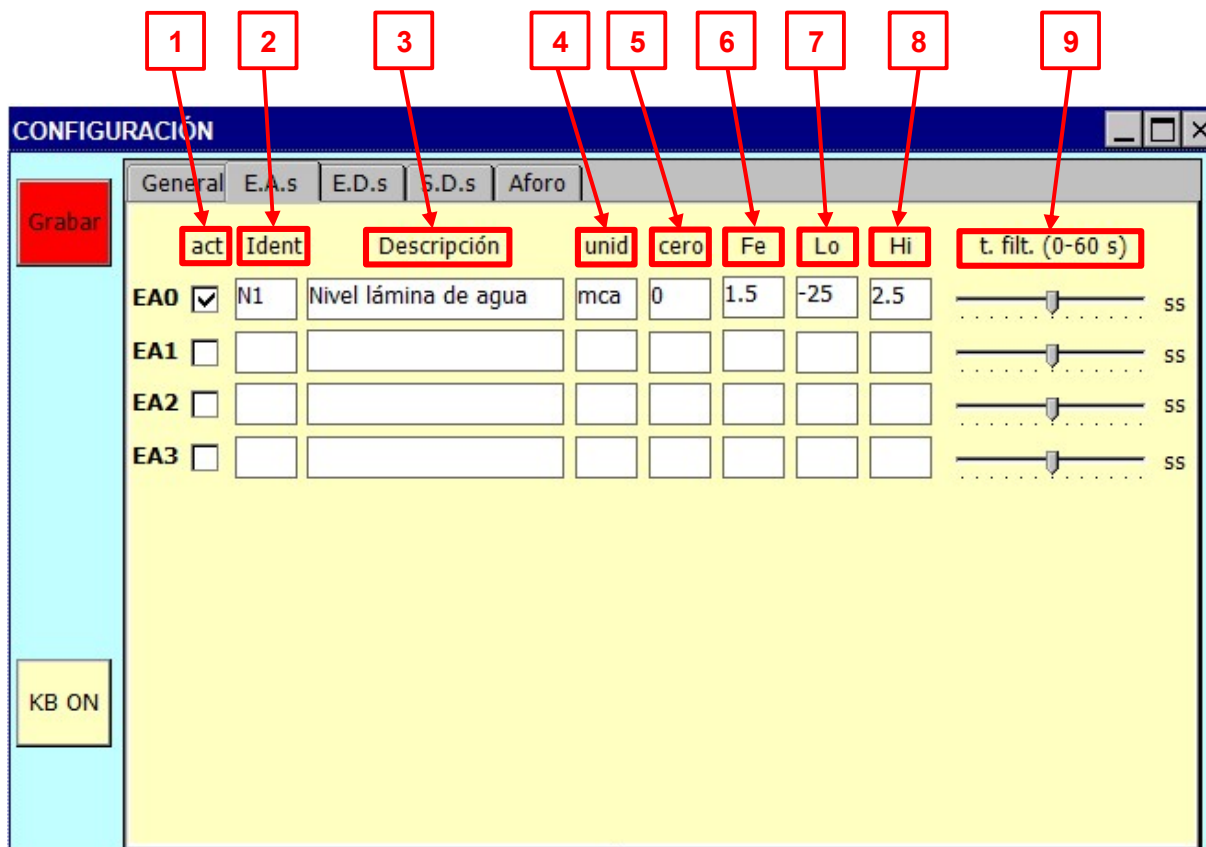 1 2 3 4 5 6 7 8 9
CONFIGURACIÓN
General E.A.s E.D.s S.D.s Aforo
Grabar
act Ident Descripción unid cero Fe Lo Hi t. filt. (0-60 s)
EA0 N1 Nivel lámina de agua mca 0 1.5 -25 2.5 ss
EA1 ss
EA2 ss
EA3 ss
KB ON